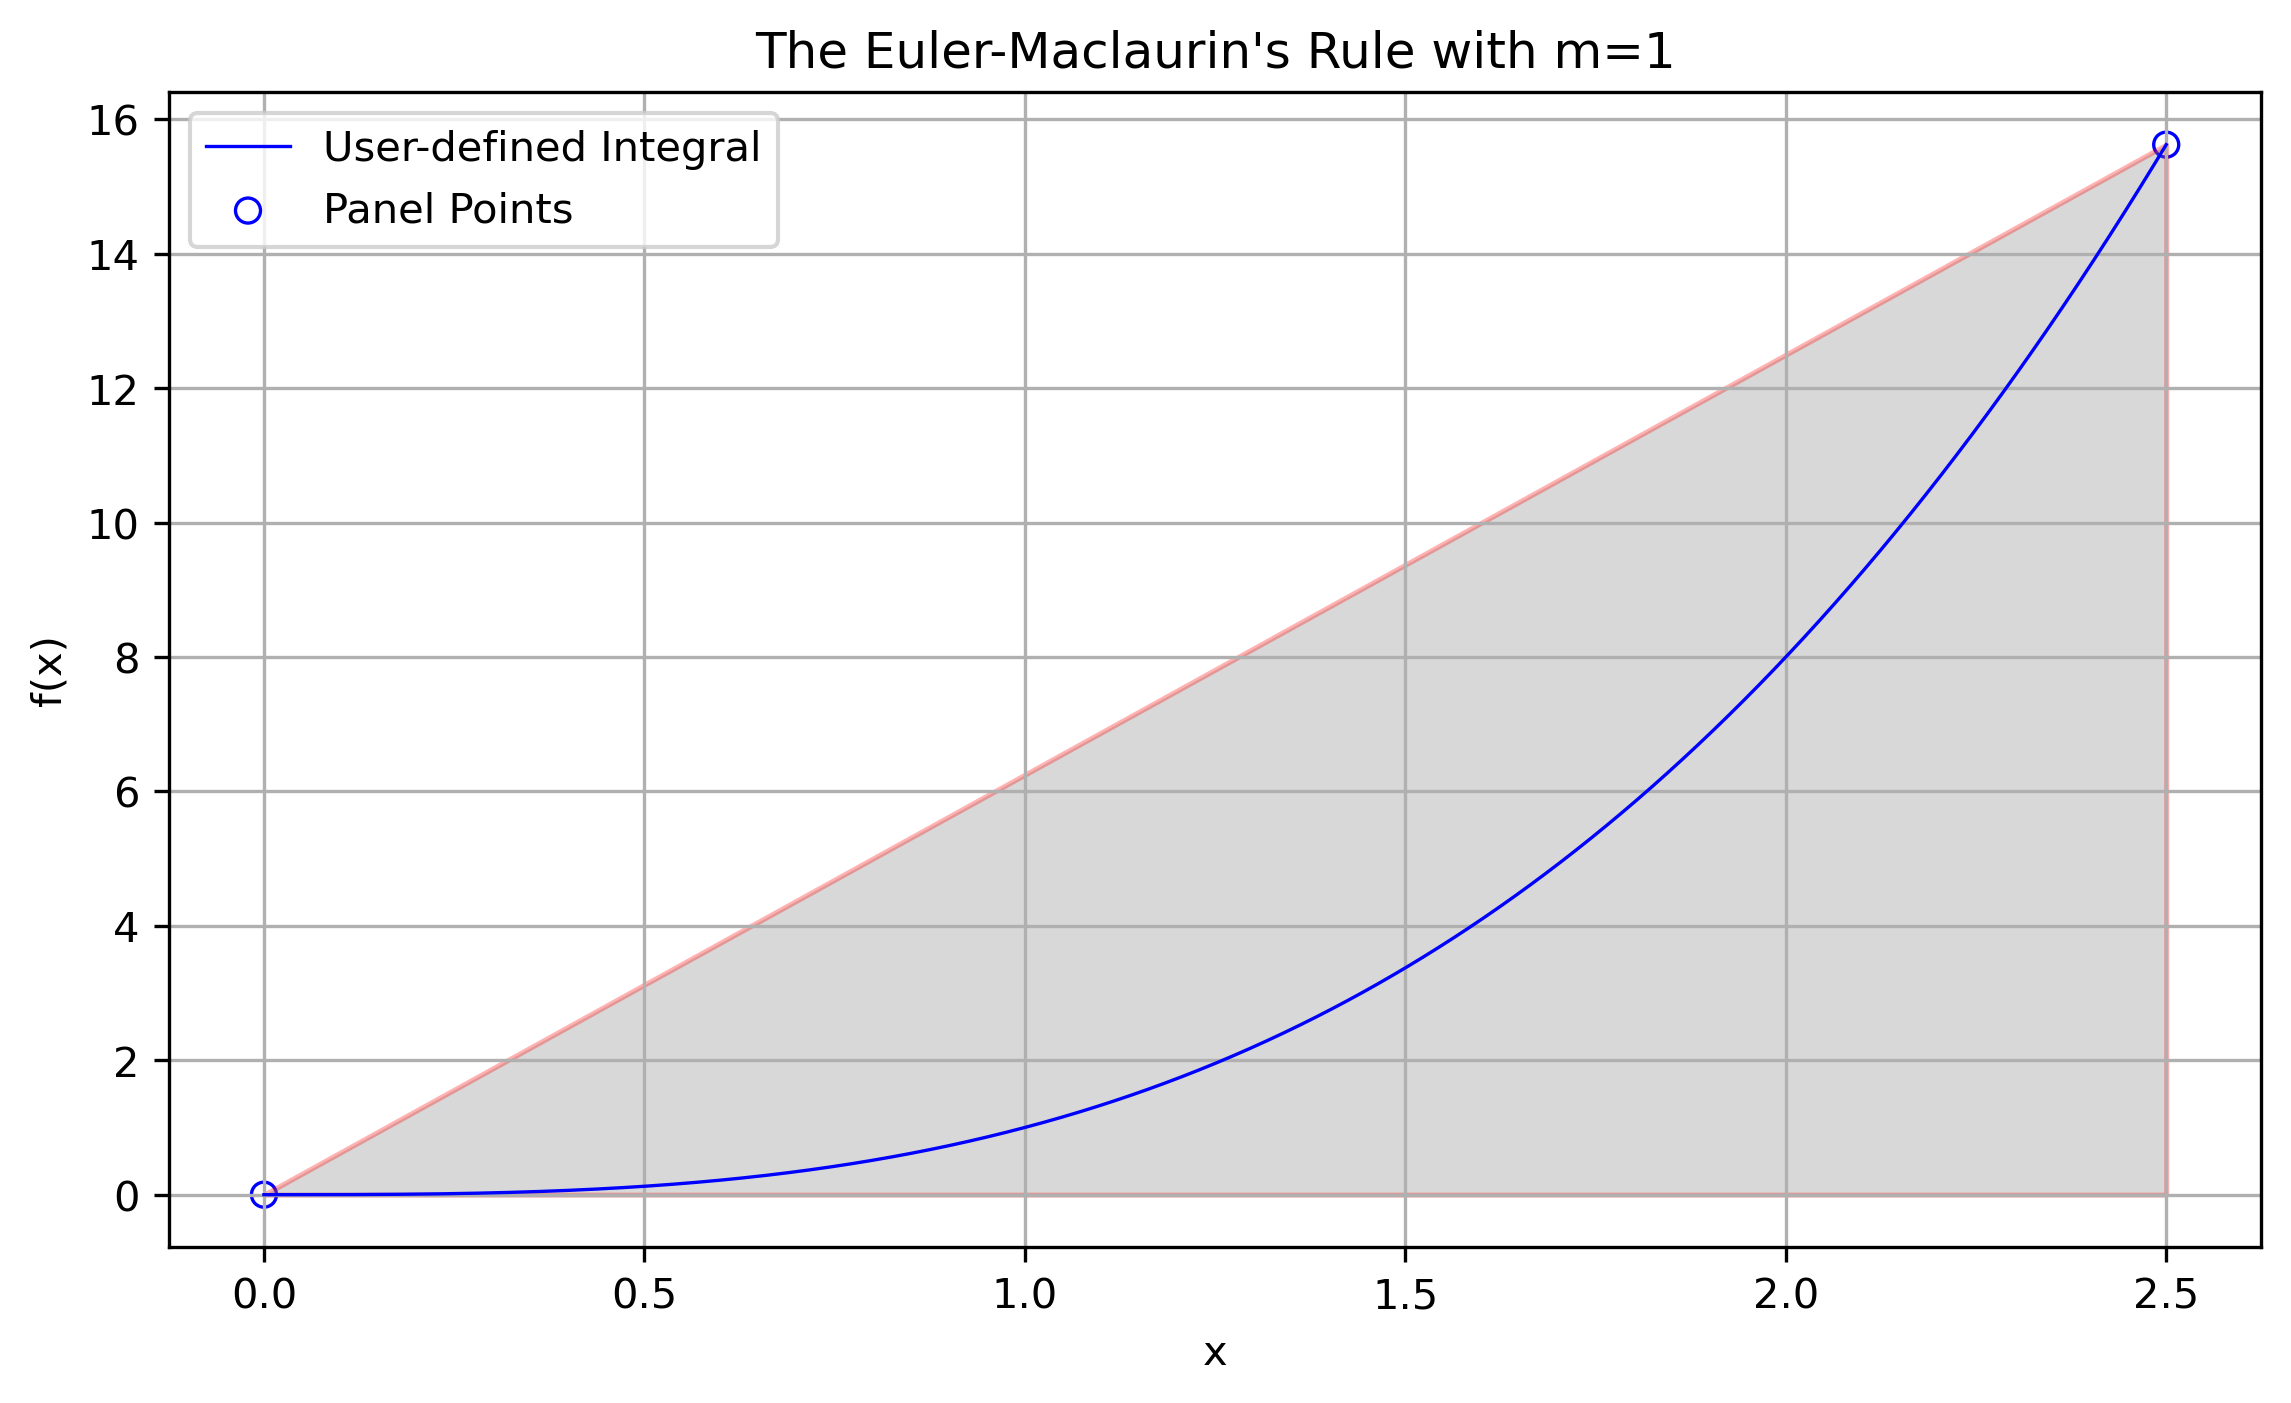 The Euler-Maclaurin's Rule with m=1
User-defined Integral
Panel Points
16
14
12
10
8
6
4
2
0
f(x)
0.0 0.5 1.0 1.5 2.0 2.5
x